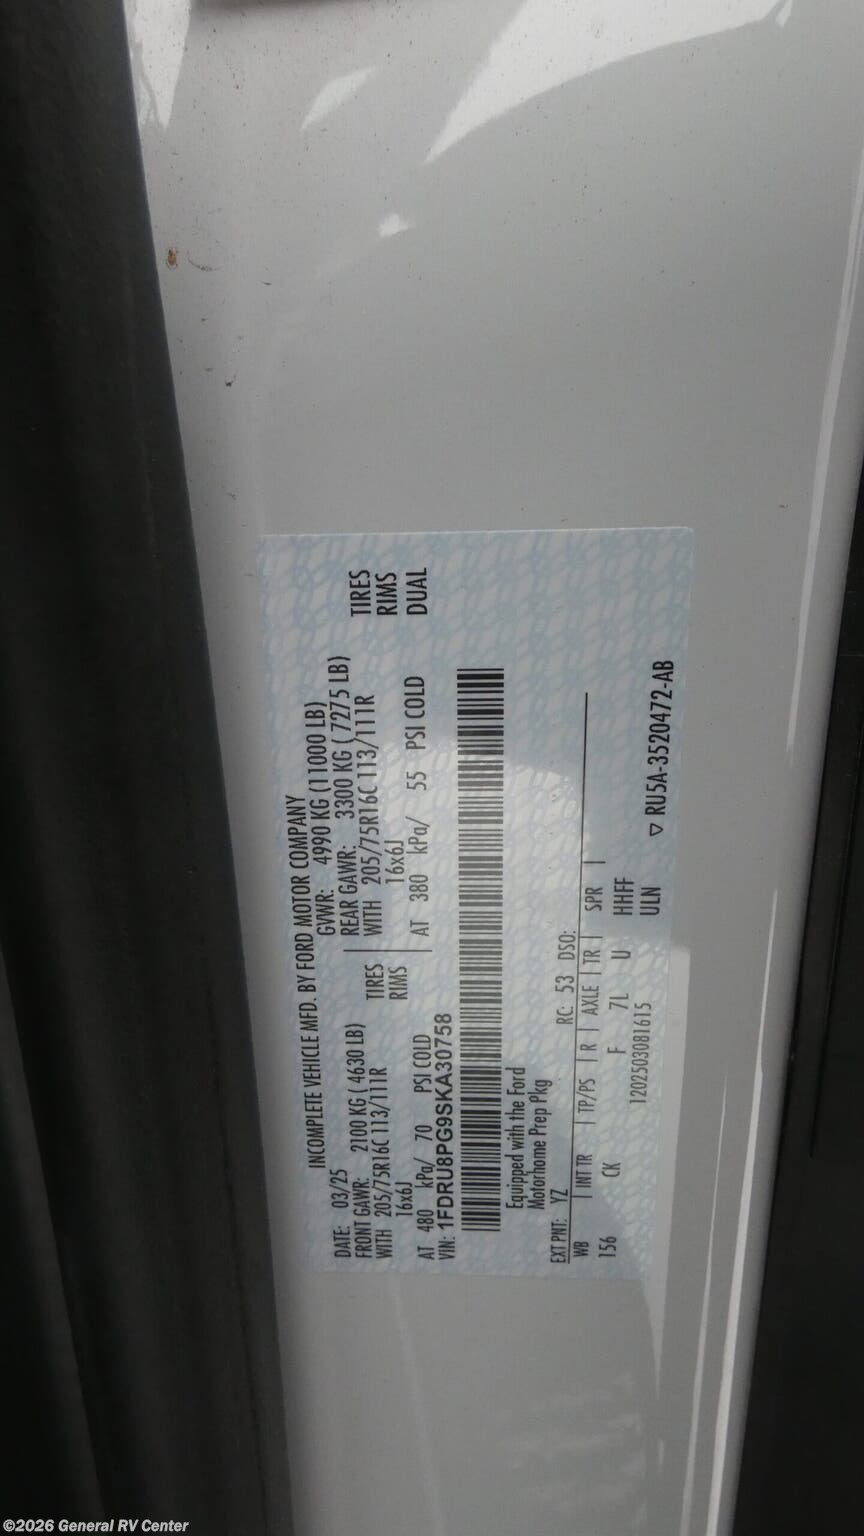 INCOMPLETE VEHICLE MFD. BY FORD MOTOR COMPANY
DATE: 03/25 GVWR: 4990 KG (11000 LB)
FRONT GAWR: 2100 KG ( 4630 LB) REAR GAWR: 3300 KG ( 7275 LB)
WITH 205/75R16C 113/111R TIRES WITH 205/75R16C 113/111R TIRES
16x6J RIMS 16x6J RIMS
AT 480 kPa/ 70 PSI COLD AT 380 kPa/ 55 PSI COLD DUAL
VIN: 1FDRU8PG9SKA30758
Equipped with the Ford
Motorhome Prep Pkg
EXT PNT: YZ RC: 53 DSO:
WB INT TR TP/PS R AXLE TR SPR
156 CK F 7L U HHFF
1202503081615 ULN
▽ RU5A-3520472-AB
©2026 General RV Center